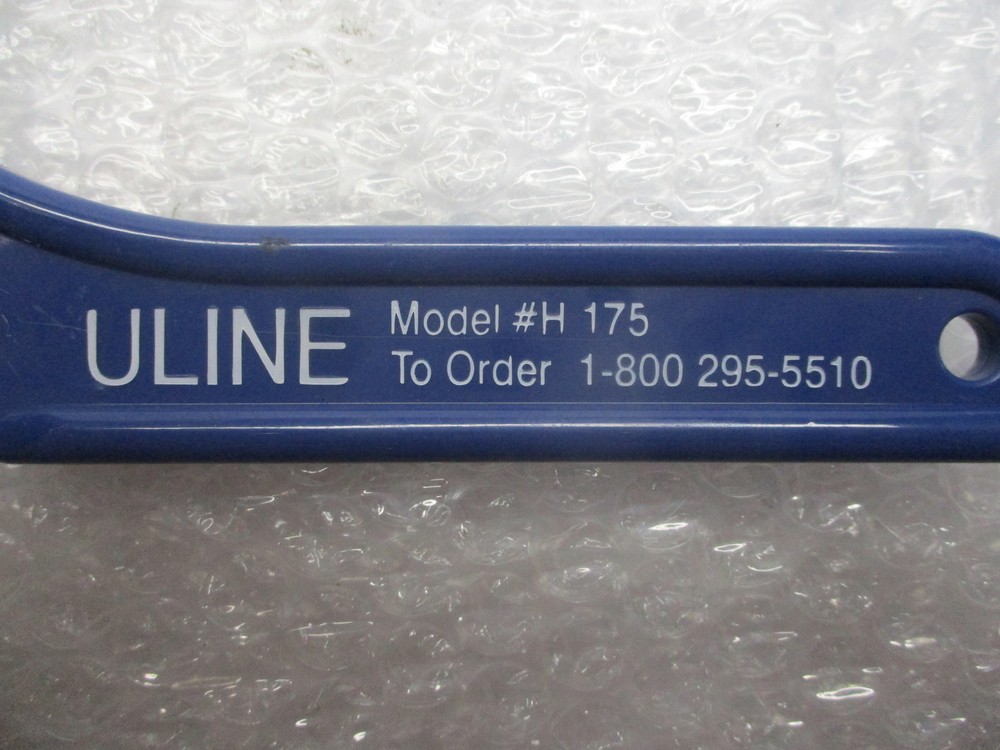 ULINE
Model #H 175
To Order 1-800 295-5510